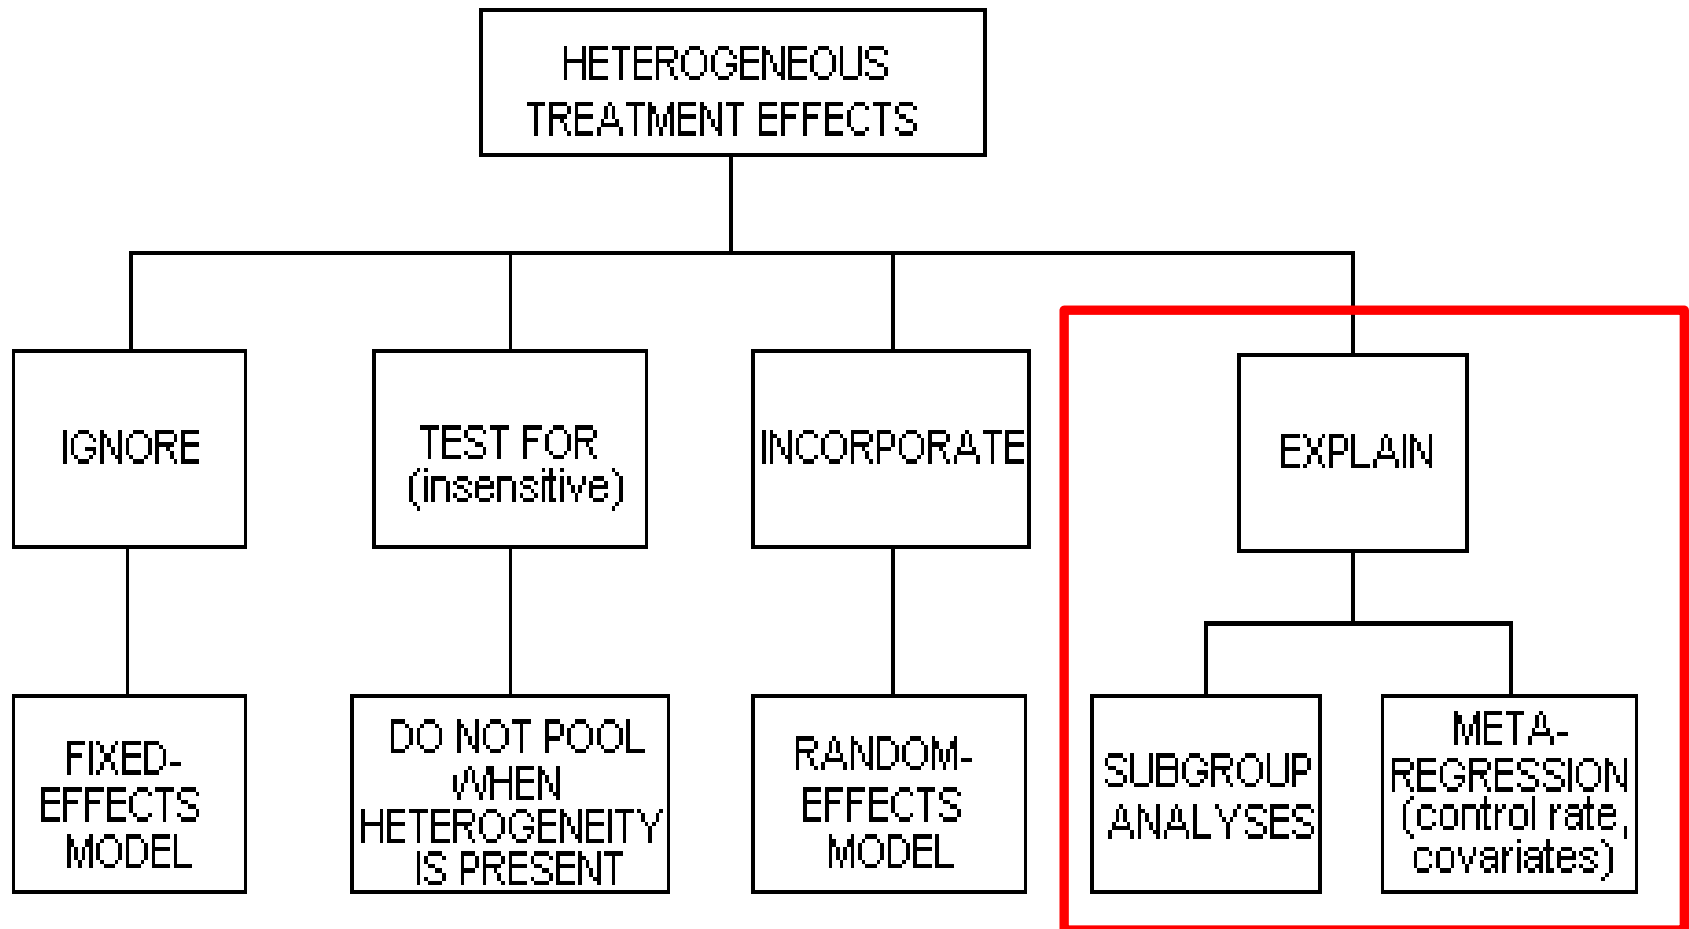 HETEROGENEOUS
TREATMENT EFFECTS
IGNORE
TEST FOR
(insensitive)
INCORPORATE
EXPLAIN
FIXED-
EFFECTS
MODEL
DO NOT POOL
WHEN
HETEROGENEITY
IS PRESENT
RANDOM-
EFFECTS
MODEL
SUBGROUP
ANALYSES
META-
REGRESSION
(control rate,
covariates)